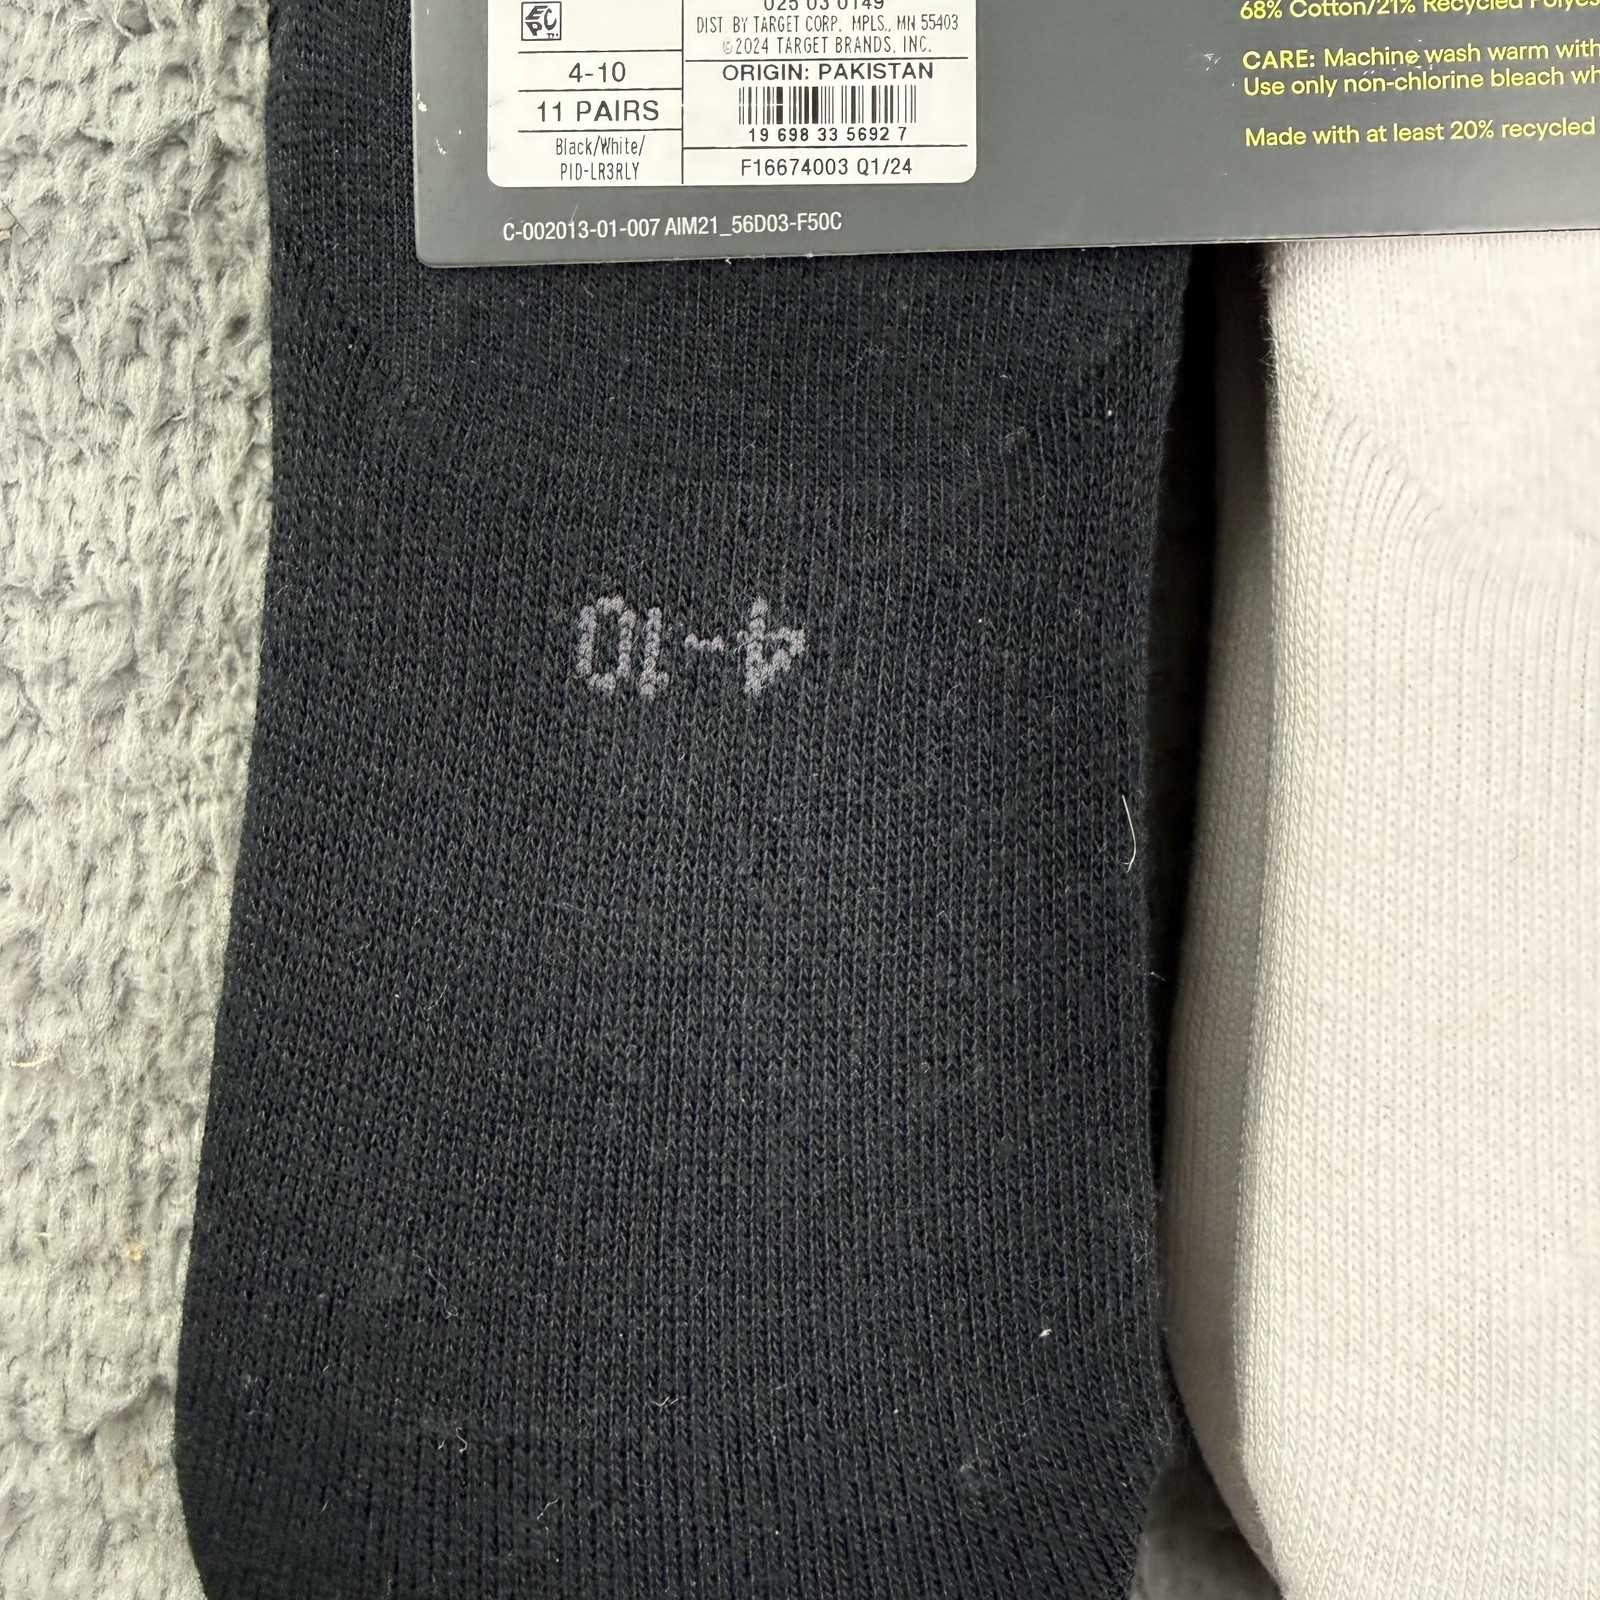 EPC
4-10
11 PAIRS
Black/White/
PID-LR3RLY
025 03 0149
DIST BY TARGET CORP. MPLS., MN 55403
©2024 TARGET BRANDS, INC.
ORIGIN: PAKISTAN
19 698 33 5692 7
F16674003 Q1/24
C-002013-01-007 AIM21_56D03-F50C
68% Cotton/21% Recycled
CARE: Machine wash warm with
Use only non-chlorine bleach
Made with at least 20% recycled
4-10